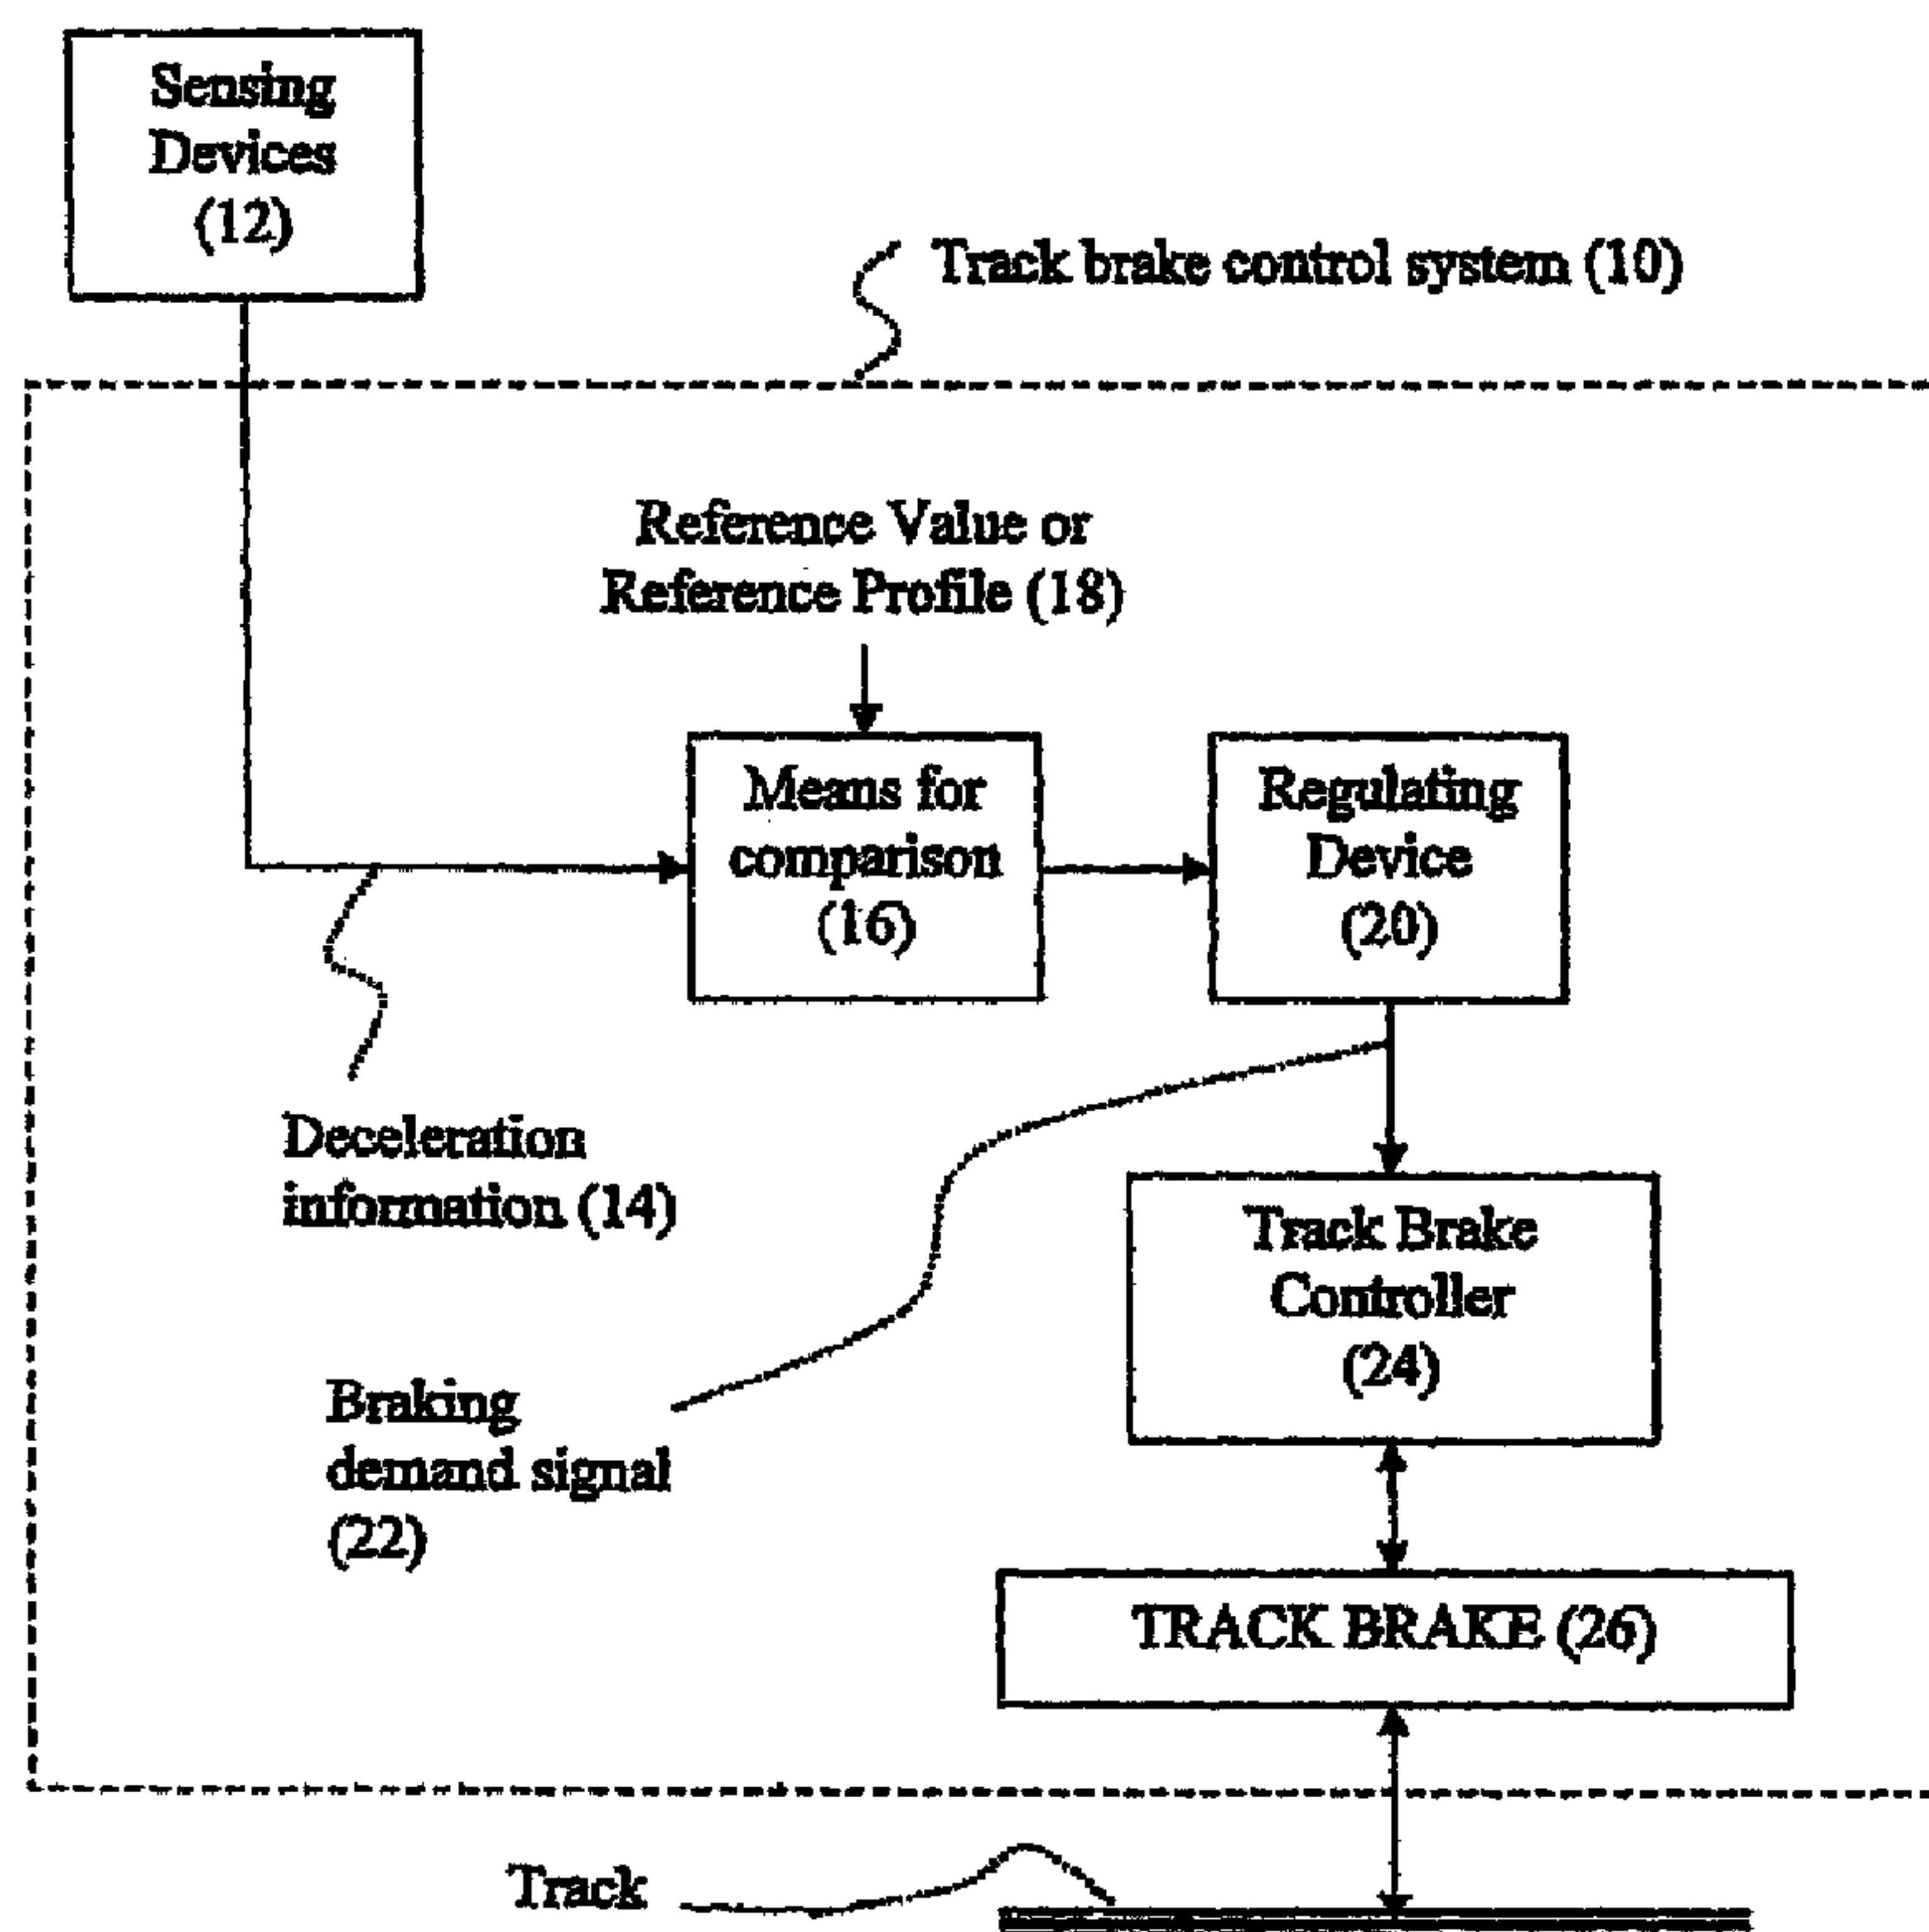 Sensing
Devices
(12)
Track brake control system (10)
Reference Value or
Reference Profile (18)
Means for
comparison
(16)
Regulating
Device
(20)
Deceleration
information (14)
Track Brake
Controller
(24)
Braking
demand signal
(22)
TRACK BRAKE (26)
Track